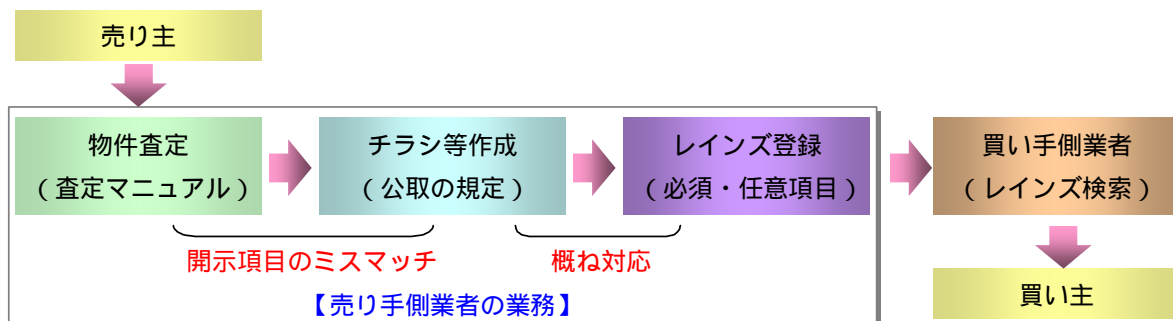 売り主
物件査定
(査定マニュアル)
チラシ等作成
(公取の規定)
レインズ登録
(必須・任意項目)
買い手側業者
(レインズ検索)
開示項目のミスマッチ
概ね対応
【売り手側業者の業務】
買い主